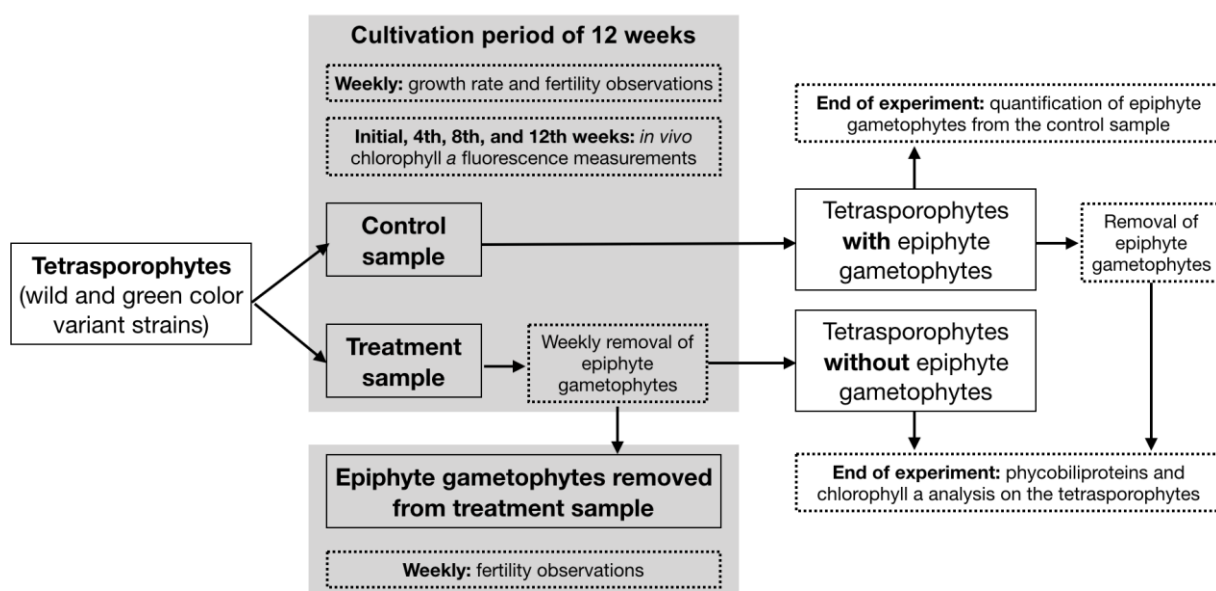 Cultivation period of 12 weeks
Weekly: growth rate and fertility observations
Initial, 4th, 8th, and 12th weeks: in vivo
chlorophyll a fluorescence measurements
End of experiment: quantification of epiphyte
gametophytes from the control sample
Tetrasporophytes
(wild and green color
variant strains)
Control
sample
Tetrasporophytes
with epiphyte
gametophytes
Removal of
epiphyte
gametophytes
Treatment
sample
Weekly removal of
epiphyte
gametophytes
Tetrasporophytes
without epiphyte
gametophytes
Epiphyte gametophytes removed
from treatment sample
End of experiment: phycobiliproteins and
chlorophyll a analysis on the tetrasporophytes
Weekly: fertility observations